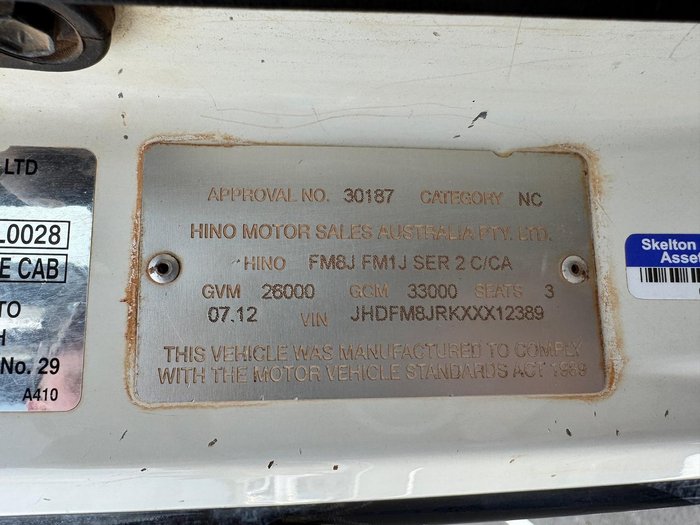 LTD
L0028
E CAB
TO
H
No. 29
A410
APPROVAL NO. 30187 CATEGORY NC
HINO MOTOR SALES AUSTRALIA PTY. LTD.
HINO FM8J FM1J SER 2 C/CA
GVM 26000 GCM 33000 SEATS 3
07.12 VIN JHDFM8JRKXXX12389
THIS VEHICLE WAS MANUFACTURED TO COMPLY
WITH THE MOTOR VEHICLE STANDARDS ACT 1989
Skelton
Asset